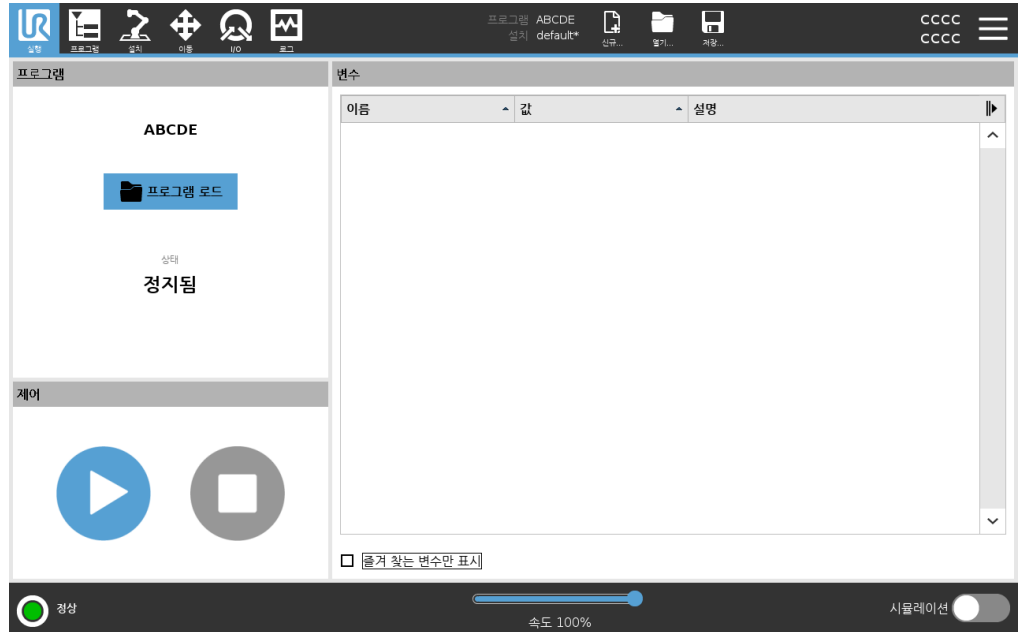 프로그램 ABCDE
설치 default*
CCCC
CCCC
실행 프로그램 설치 이동 I/O 로그 신규... 열기... 저장...
프로그램
변수
이름 값 설명
ABCDE
프로그램 로드
상태
정지됨
제어
즐겨 찾는 변수만 표시
정상
속도 100%
시뮬레이션